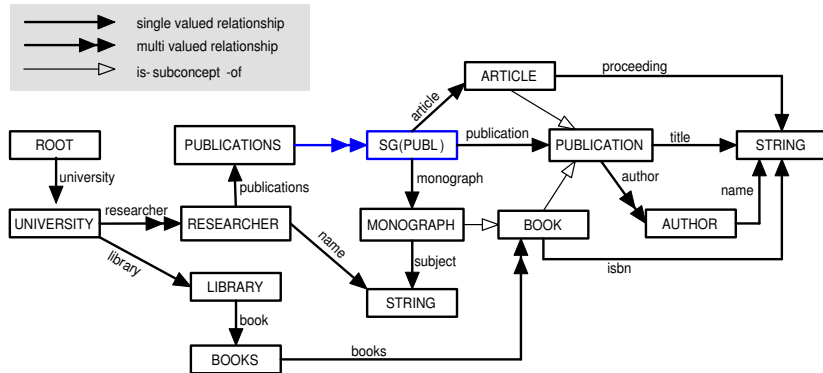 single valued relationship
multi valued relationship
is-subconcept -of
ARTICLE
proceeding
article
ROOT
PUBLICATIONS
SG(PUBL)
publication
PUBLICATION
title
STRING
university
publications
monograph
author
name
UNIVERSITY
researcher
RESEARCHER
MONOGRAPH
BOOK
AUTHOR
library
name
subject
isbn
LIBRARY
STRING
book
BOOKS
books